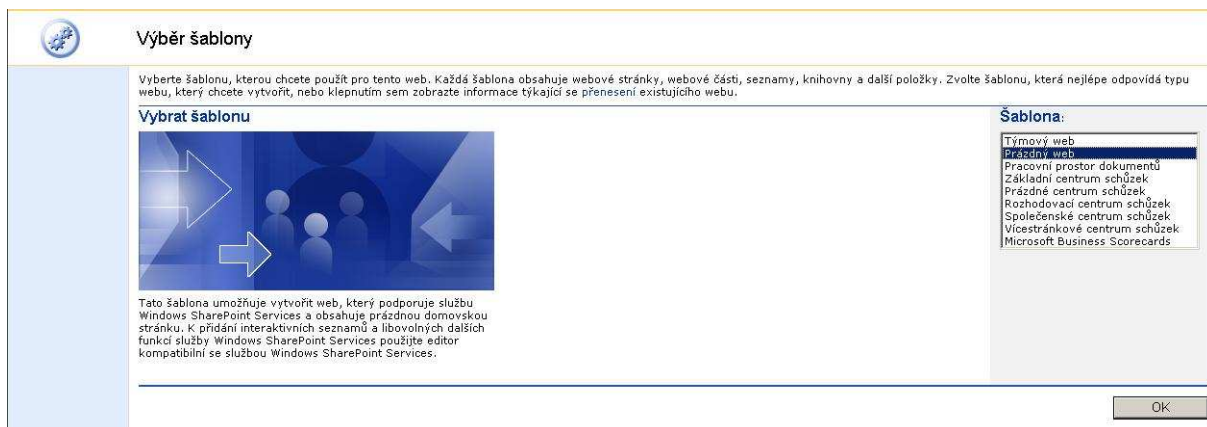 Výběr šablony
Vyberte šablonu, kterou chcete použít pro tento web. Každá šablona obsahuje webové stránky, webové části, seznamy, knihovny a další položky. Zvolte šablonu, která nejlépe odpovídá typu
webu, který chcete vytvořit, nebo klepnutím sem zobrazte informace týkající se přenesení existujícího webu.
Vybrat šablonu
Tato šablona umožňuje vytvořit web, který podporuje službu
Windows SharePoint Services a obsahuje prázdnou domovskou
stránku. K přidání interaktivních seznamů a libovolných dalších
funkcí služby Windows SharePoint Services použijte editor
kompatibilní se službou Windows SharePoint Services.
Šablona:
Týmový web
Prázdný web
Pracovní prostor dokumentů
Základní centrum schůzek
Prázdné centrum schůzek
Rozhodovací centrum schůzek
Společenské centrum schůzek
Vícestránkové centrum schůzek
Microsoft Business Scorecards
OK